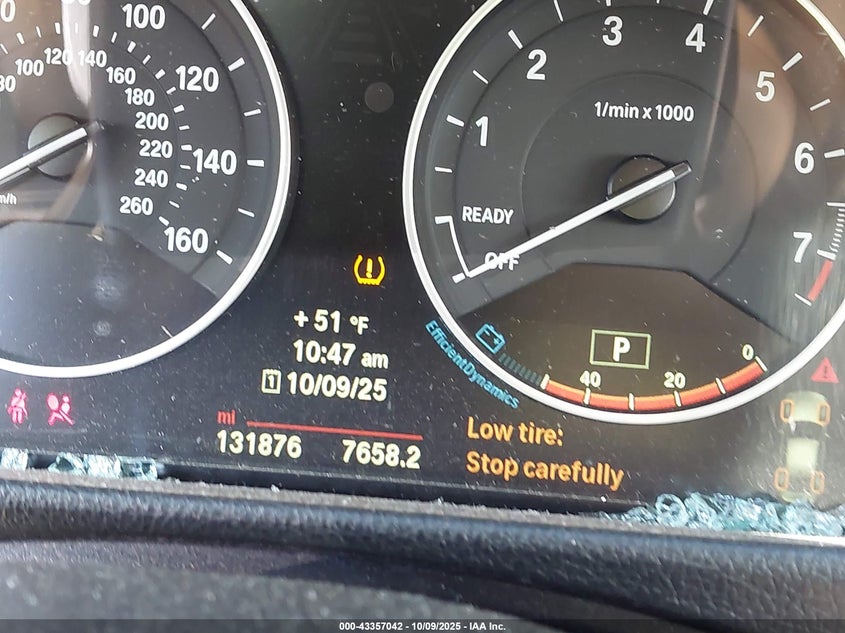 100
120
140
160
80
100
120
140
160
180
200
220
240
260
1
2
3
4
5
6
7
1/min x 1000
READY
OFF
+ 51 °F
10:47 am
1 10/09/25
mi
131876 7658.2
EfficientDynamics
P
40 20 0
Low tire:
Stop carefully
000-43357042 - 10/09/2025 - IAA Inc.